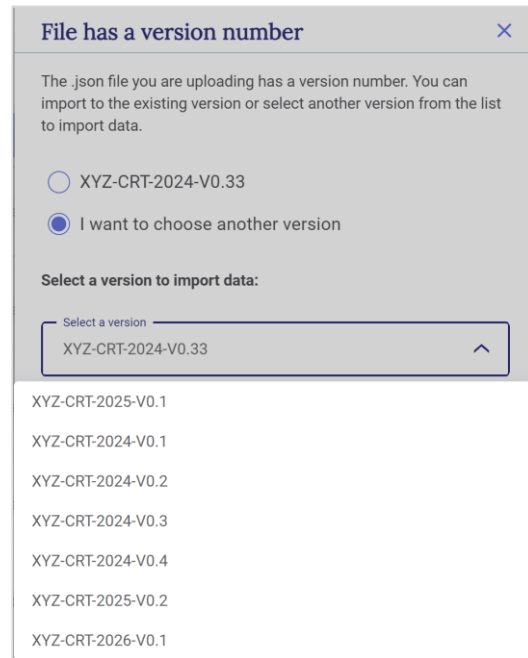 File has a version number
The .json file you are uploading has a version number. You can
import to the existing version or select another version from the list
to import data.
XYZ-CRT-2024-V0.33
I want to choose another version
Select a version to import data:
Select a version
XYZ-CRT-2024-V0.33
XYZ-CRT-2025-V0.1
XYZ-CRT-2024-V0.1
XYZ-CRT-2024-V0.2
XYZ-CRT-2024-V0.3
XYZ-CRT-2024-V0.4
XYZ-CRT-2025-V0.2
XYZ-CRT-2026-V0.1